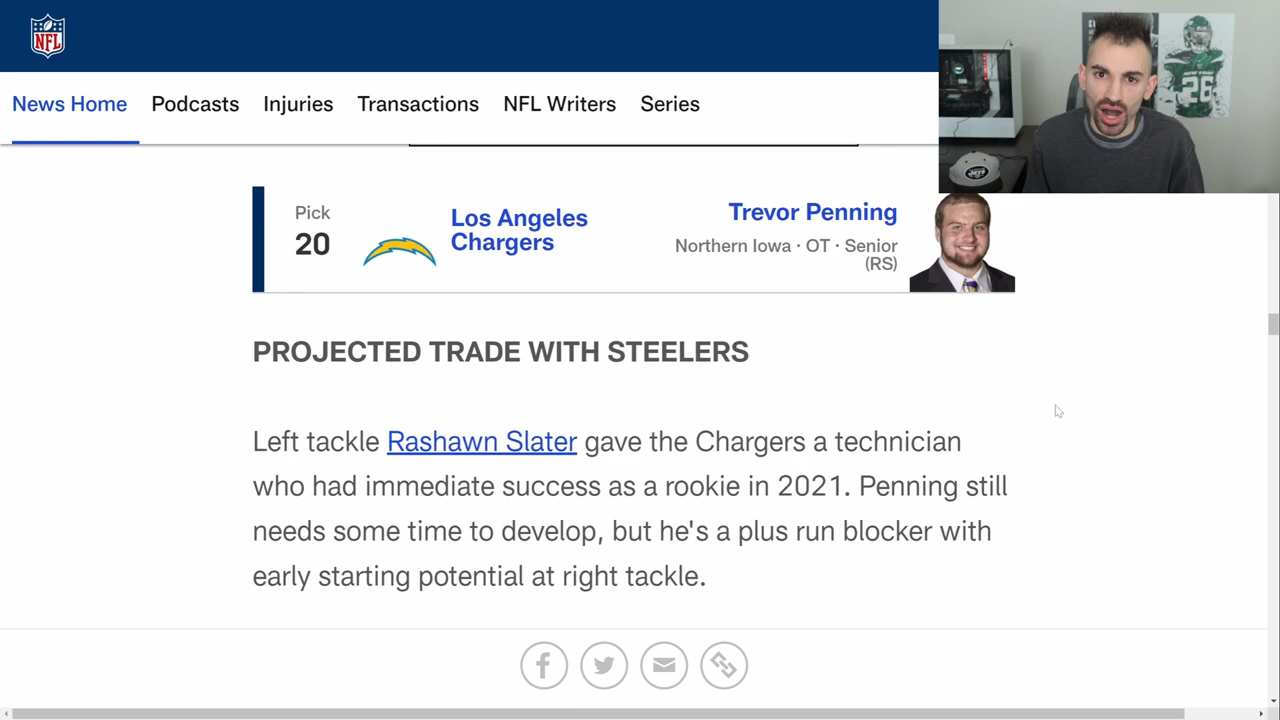 NFL
News Home Podcasts Injuries Transactions NFL Writers Series
Pick
20
Los Angeles
Chargers
Trevor Penning
Northern Iowa · OT · Senior
(RS)
PROJECTED TRADE WITH STEELERS
Left tackle Rashawn Slater gave the Chargers a technician
who had immediate success as a rookie in 2021. Penning still
needs some time to develop, but he's a plus run blocker with
early starting potential at right tackle.
JETS
26